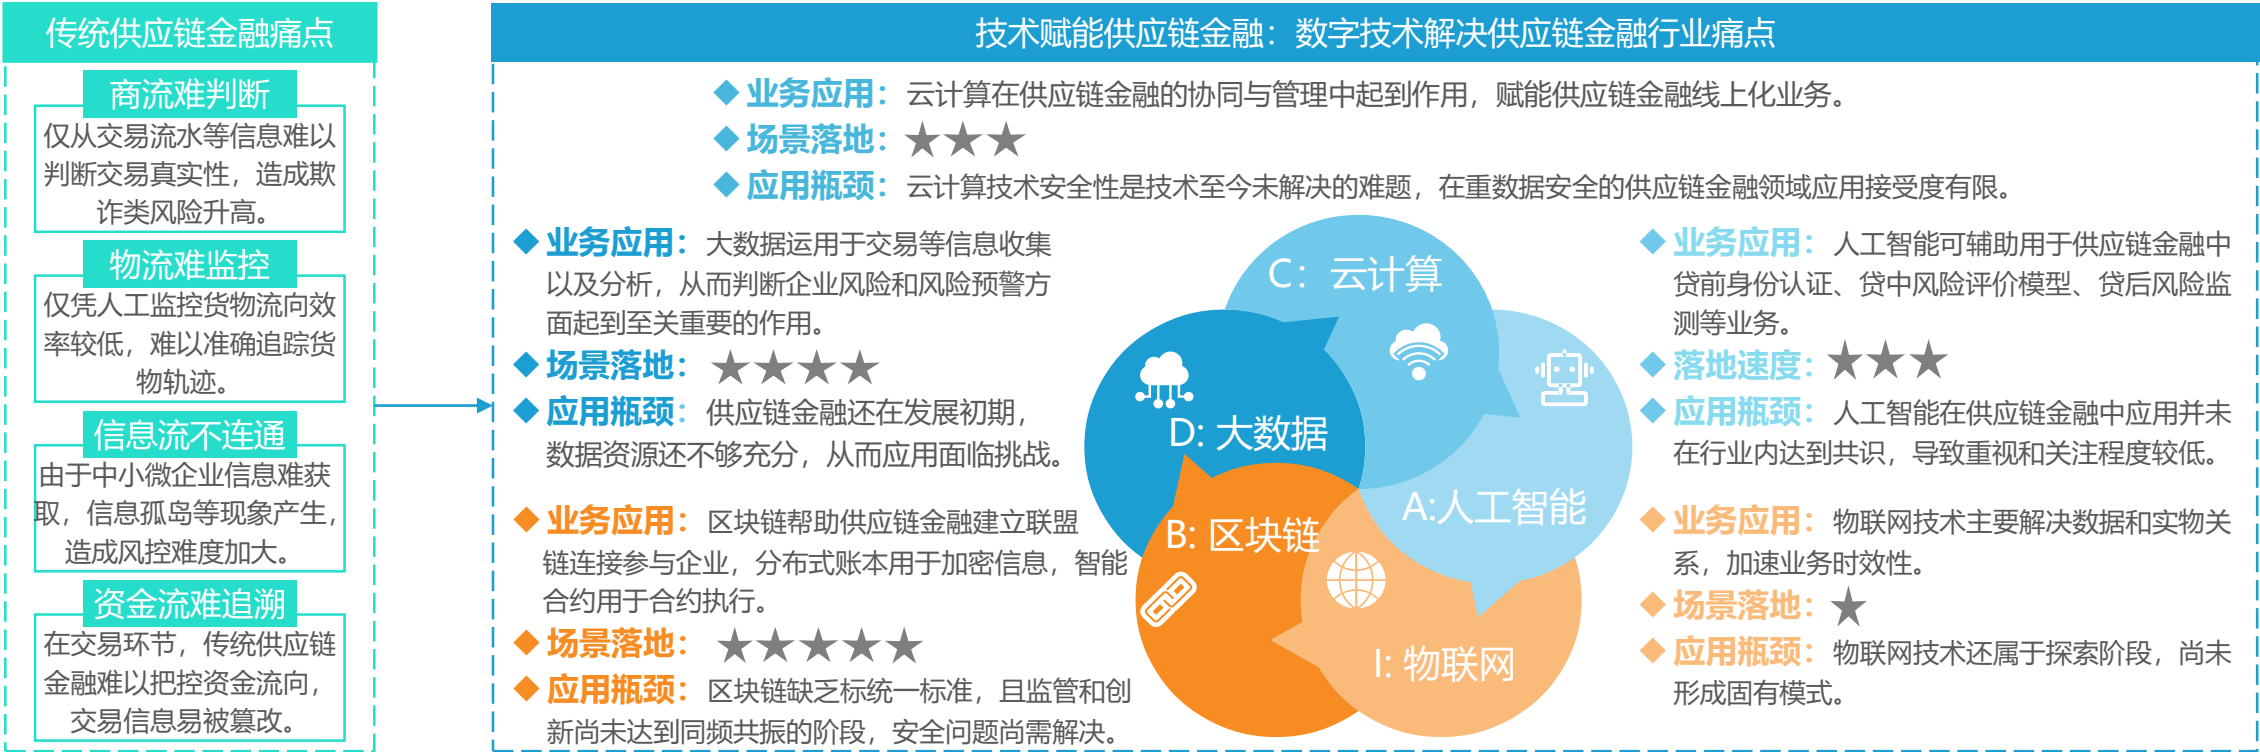 传统供应链金融痛点
商流难判断
仅从交易流水等信息难以
判断交易真实性，造成欺
诈类风险升高。
物流难监控
仅凭人工监控货物流向效
率较低，难以准确追踪货
物轨迹。
信息流不连通
由于中小微企业信息难获
取，信息孤岛等现象产生，
造成风控难度加大。
资金流难追溯
在交易环节，传统供应链
金融难以把控资金流向，
交易信息易被篡改。
技术赋能供应链金融：数字技术解决供应链金融行业痛点
◆ 业务应用：云计算在供应链金融的协同与管理中起到作用，赋能供应链金融线上化业务。
◆ 场景落地：★★★
◆ 应用瓶颈：云计算技术安全性是技术至今未解决的难题，在重数据安全的供应链金融领域应用接受度有限。
◆ 业务应用：大数据运用于交易等信息收集
以及分析，从而判断企业风险和风险预警方
面起到至关重要的作用。
◆ 场景落地：★★★★
◆ 应用瓶颈：供应链金融还在发展初期，
数据资源还不够充分，从而应用面临挑战。
◆ 业务应用：区块链帮助供应链金融建立联盟
链连接参与企业，分布式账本用于加密信息，智能
合约用于合约执行。
◆ 场景落地：★★★★★
◆ 应用瓶颈：区块链缺乏标统一标准，且监管和创
新尚未达到同频共振的阶段，安全问题尚需解决。
C：云计算
D: 大数据
A:人工智能
B: 区块链
I: 物联网
◆ 业务应用：人工智能可辅助用于供应链金融中
贷前身份认证、贷中风险评价模型、贷后风险监
测等业务。
◆ 落地速度：★★★
◆ 应用瓶颈：人工智能在供应链金融中应用并未
在行业内达到共识，导致重视和关注程度较低。
◆ 业务应用：物联网技术主要解决数据和实物关
系，加速业务时效性。
◆ 场景落地：★
◆ 应用瓶颈：物联网技术还属于探索阶段，尚未
形成固有模式。